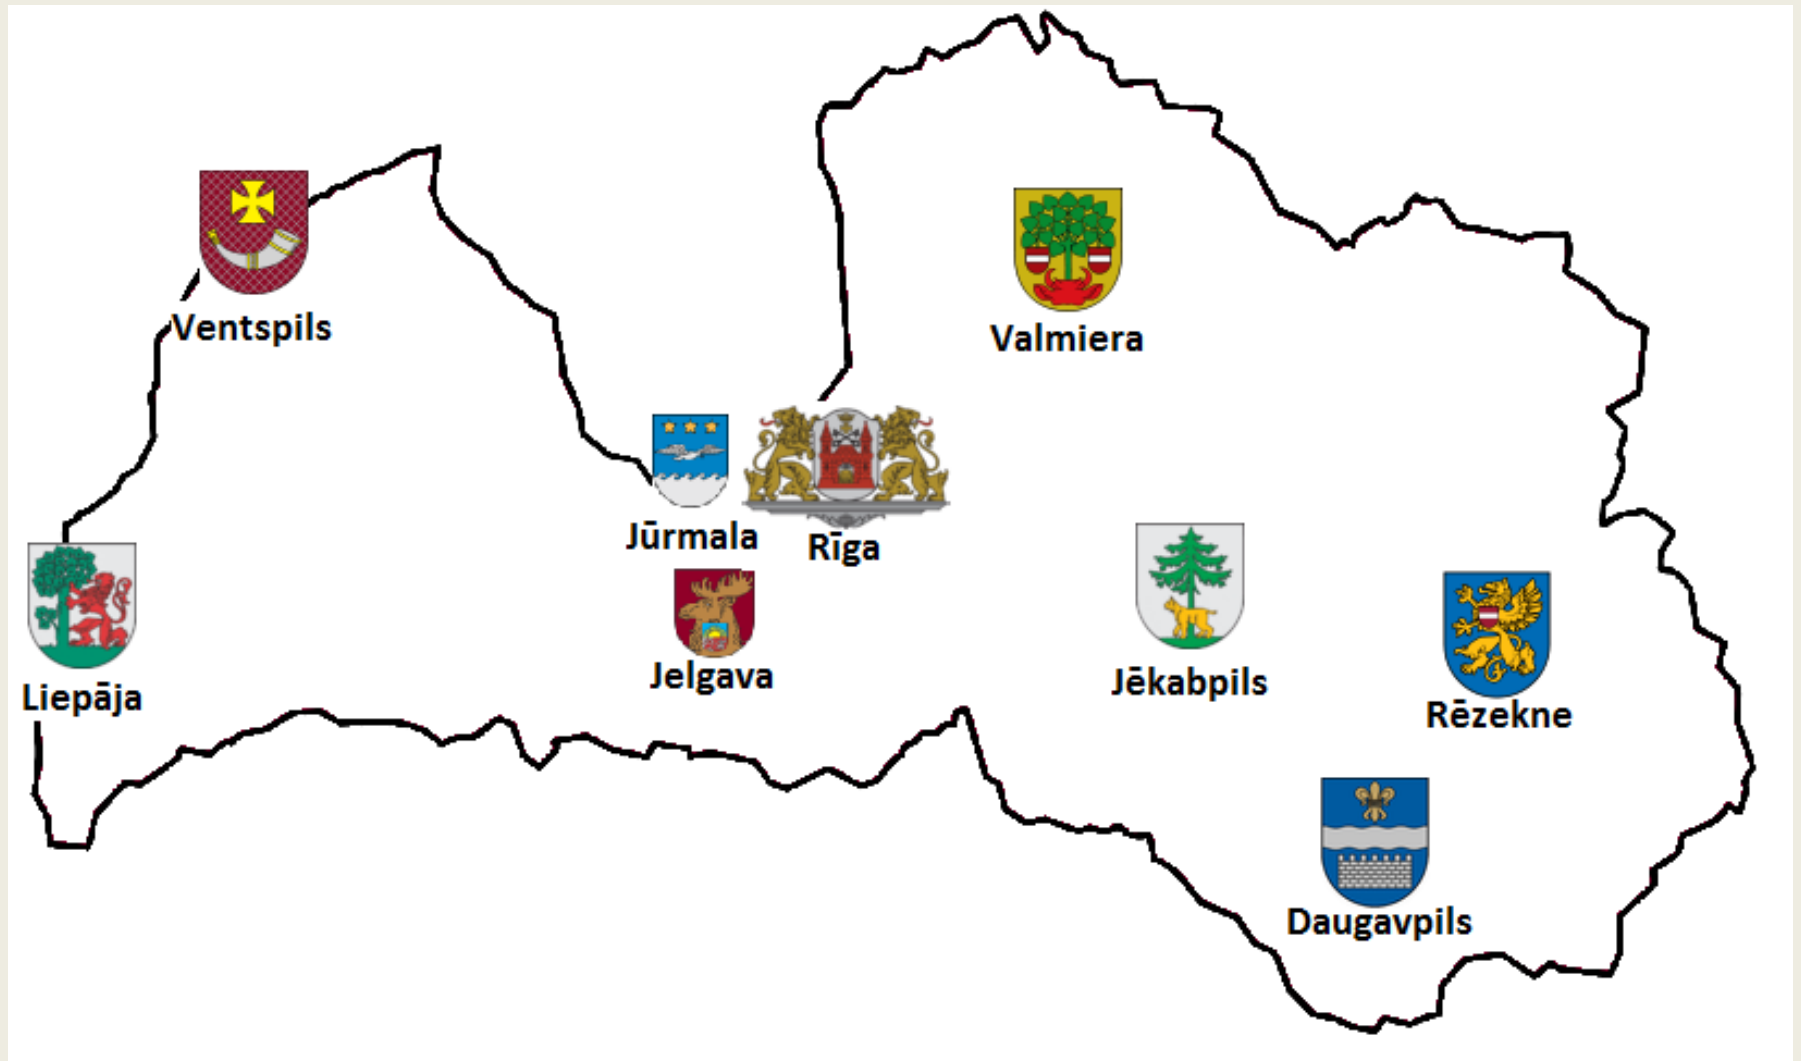 Ventspils
Valmiera
Jūrmala
Rīga
Jelgava
Jēkabpils
Liepāja
Rēzekne
Daugavpils